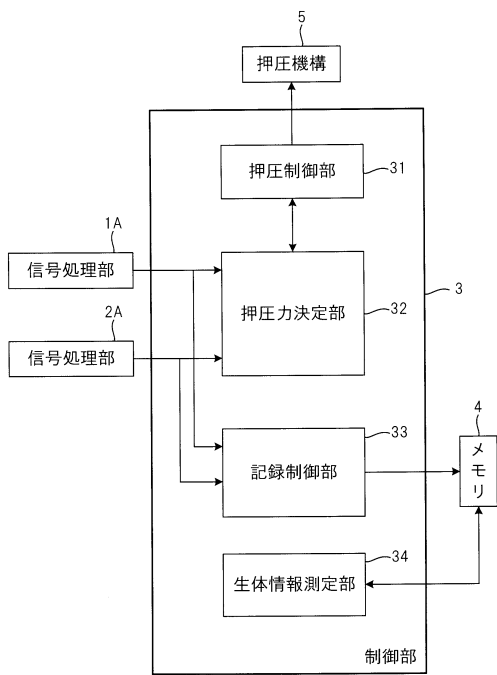 5
押圧機構
押圧制御部
31
1A
信号処理部
押圧力決定部
32
3
2A
信号処理部
記録制御部
33
4
メモリ
生体情報測定部
34
制御部